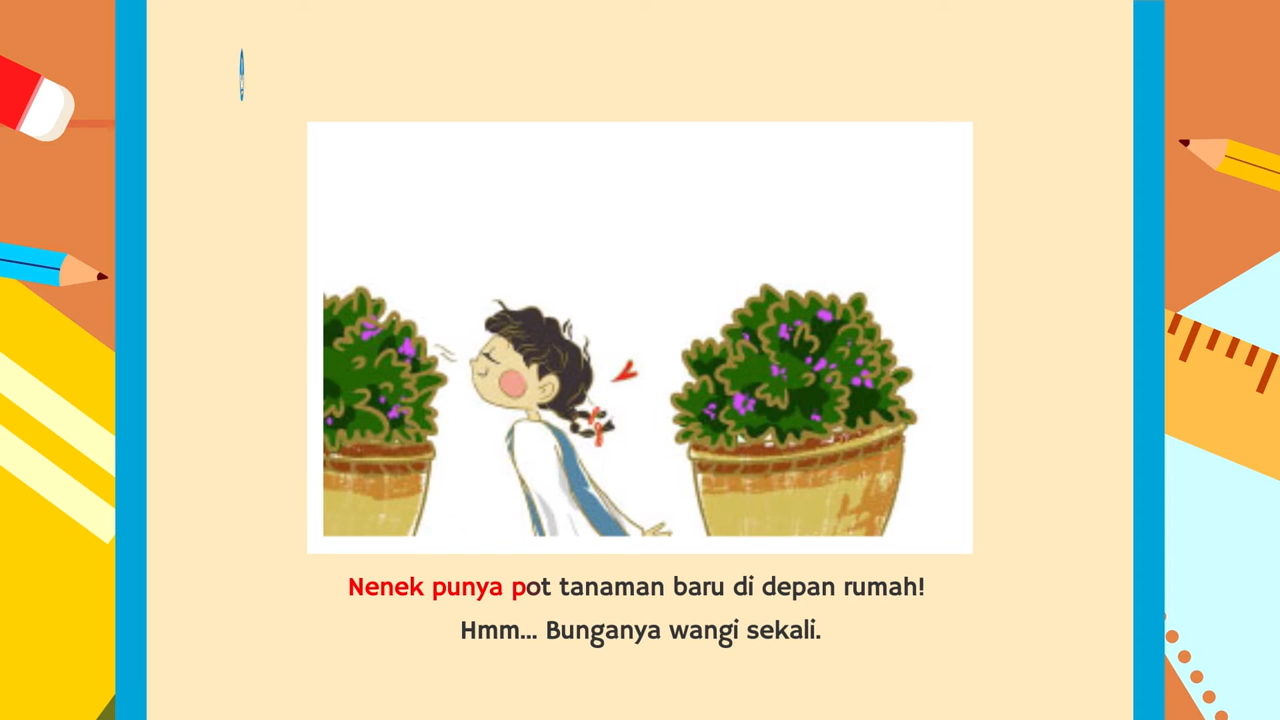 Nenek punya pot tanaman baru di depan rumah!
Hmm... Bunganya wangi sekali.